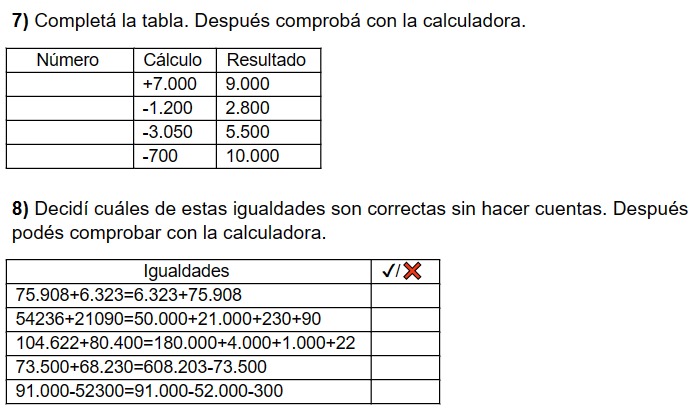 7) Completá la tabla. Después comprobá con la calculadora.
Número Cálculo Resultado
+7.000 9.000
-1.200 2.800
-3.050 5.500
-700 10.000
8) Decidí cuáles de estas igualdades son correctas sin hacer cuentas. Después
podés comprobar con la calculadora.
Igualdades ✓/❌
75.908+6.323=6.323+75.908
54236+21090=50.000+21.000+230+90
104.622+80.400=180.000+4.000+1.000+22
73.500+68.230=608.203-73.500
91.000-52300=91.000-52.000-300